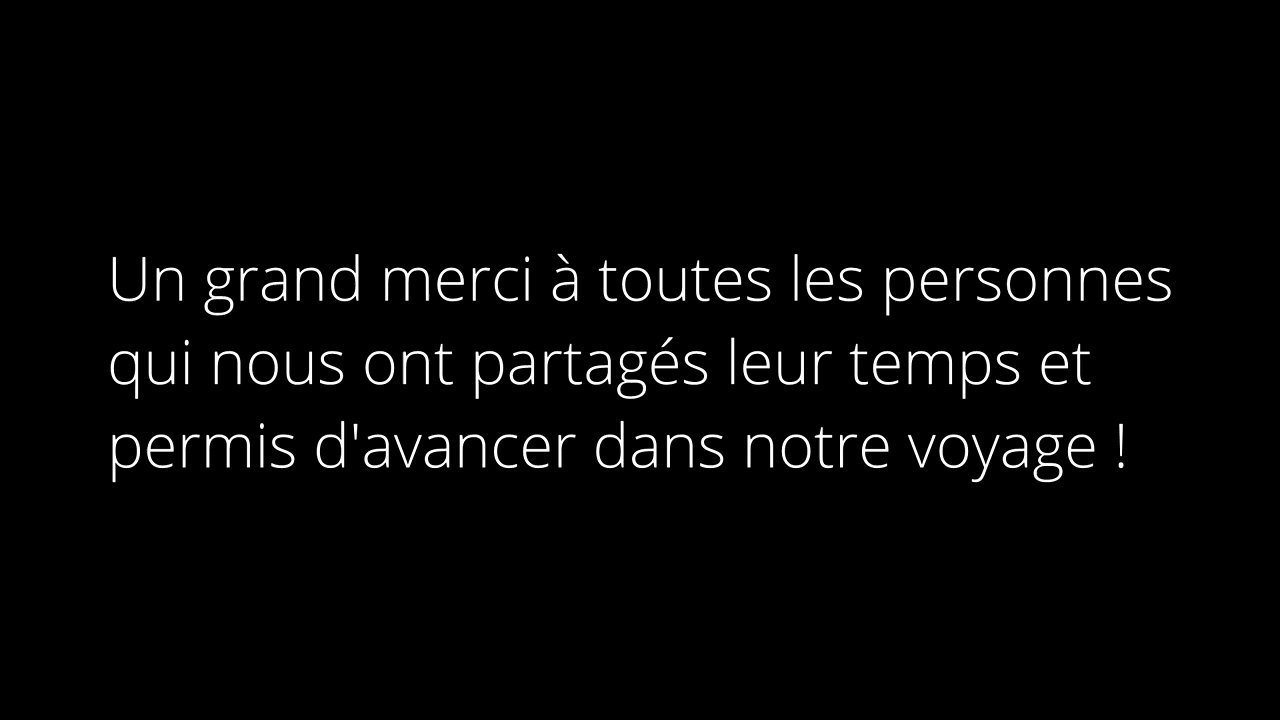 Un grand merci à toutes les personnes
qui nous ont partagés leur temps et
permis d'avancer dans notre voyage !